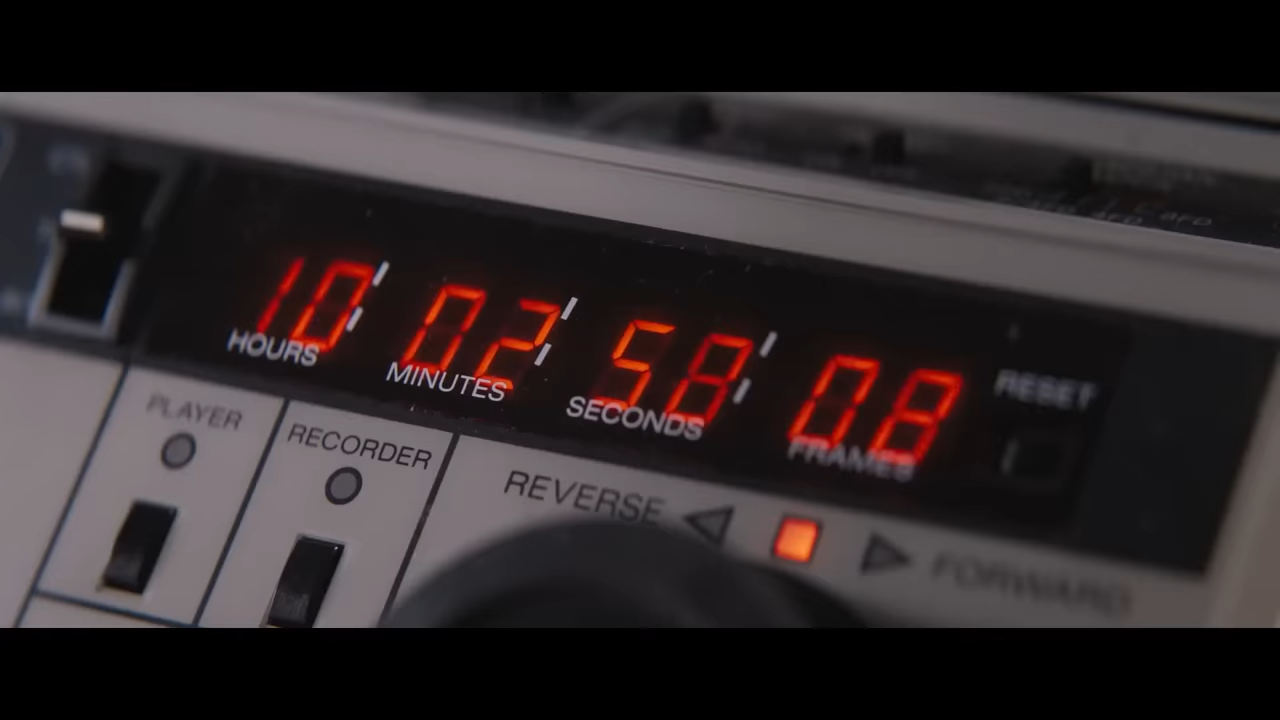 10:02:58:08
HOURS MINUTES SECONDS FRAMES
RESET
PLAYER
RECORDER
REVERSE FORWARD